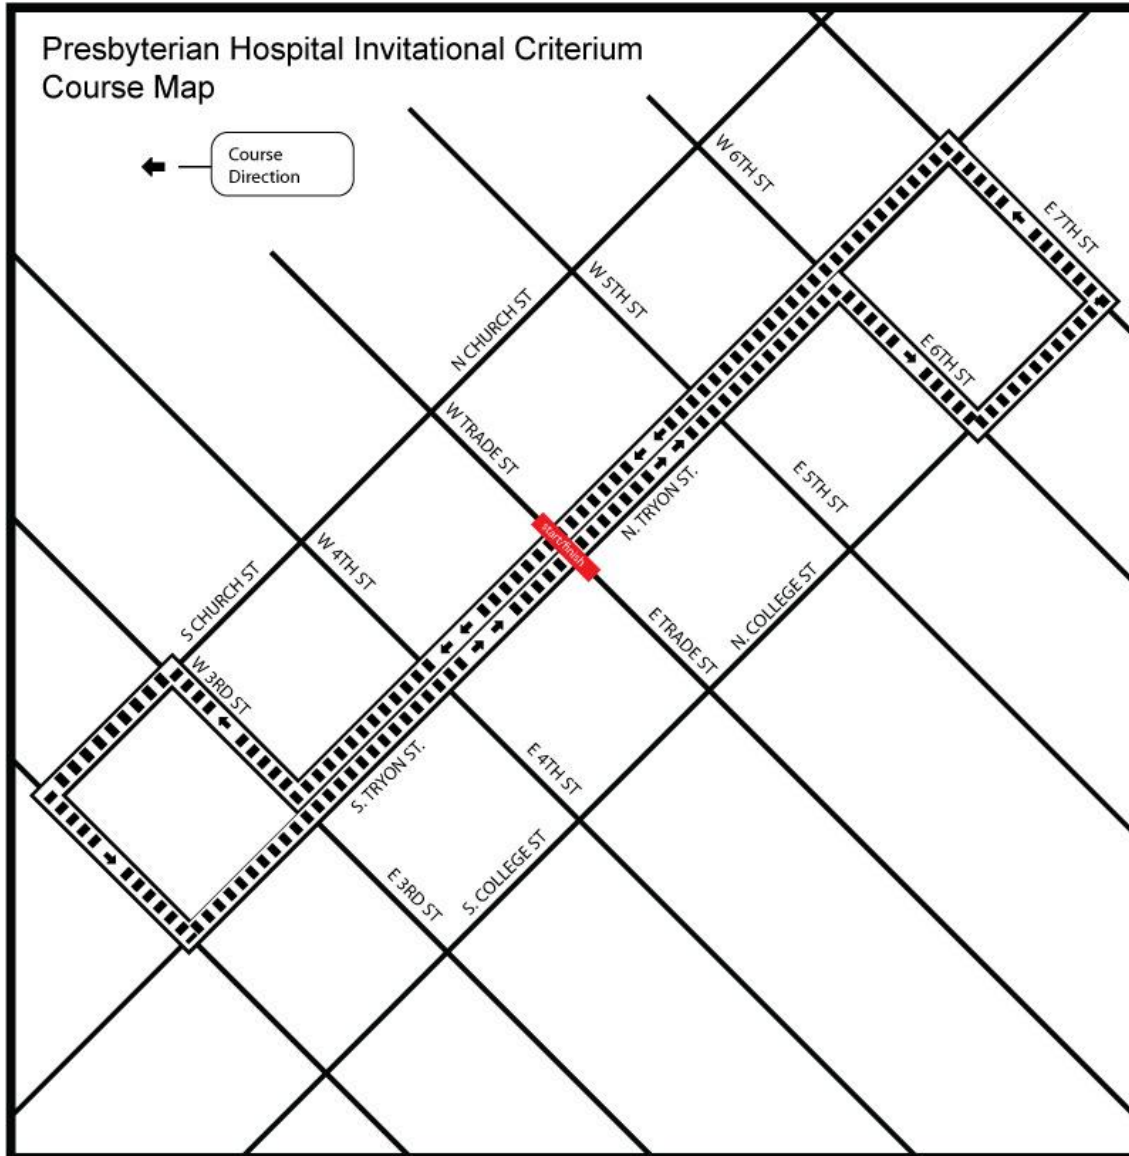 Presbyterian Hospital Invitational Criterium
Course Map
Course
Direction
W 6TH ST
E 7TH ST
W 5TH ST
N CHURCH ST
E 6TH ST
W TRADE ST
E 5TH ST
N. TRYON ST.
start/finish
W 4TH ST
S CHURCH ST
N. COLLEGE ST
E TRADE ST
W 3RD ST
S. TRYON ST.
E 4TH ST
E 3RD ST
S. COLLEGE ST